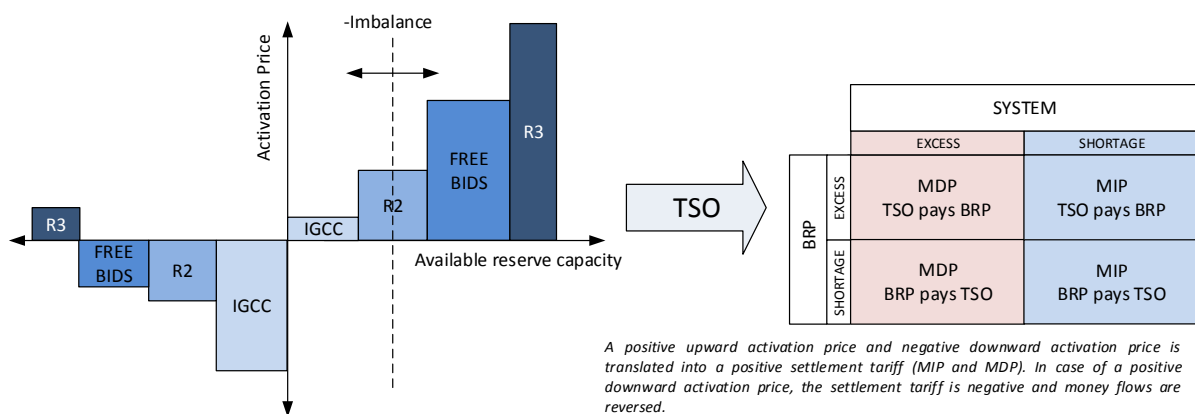 -Imbalance
Activation Price
R3
FREE
BIDS
R2
IGCC
IGCC
R2
FREE
BIDS
R3
Available reserve capacity
TSO
SYSTEM
EXCESS
SHORTAGE
BRP
EXCESS
MDP
TSO pays BRP
MIP
TSO pays BRP
SHORTAGE
MDP
BRP pays TSO
MIP
BRP pays TSO
A positive upward activation price and negative downward activation price is
translated into a positive settlement tariff (MIP and MDP). In case of a positive
downward activation price, the settlement tariff is negative and money flows are
reversed.